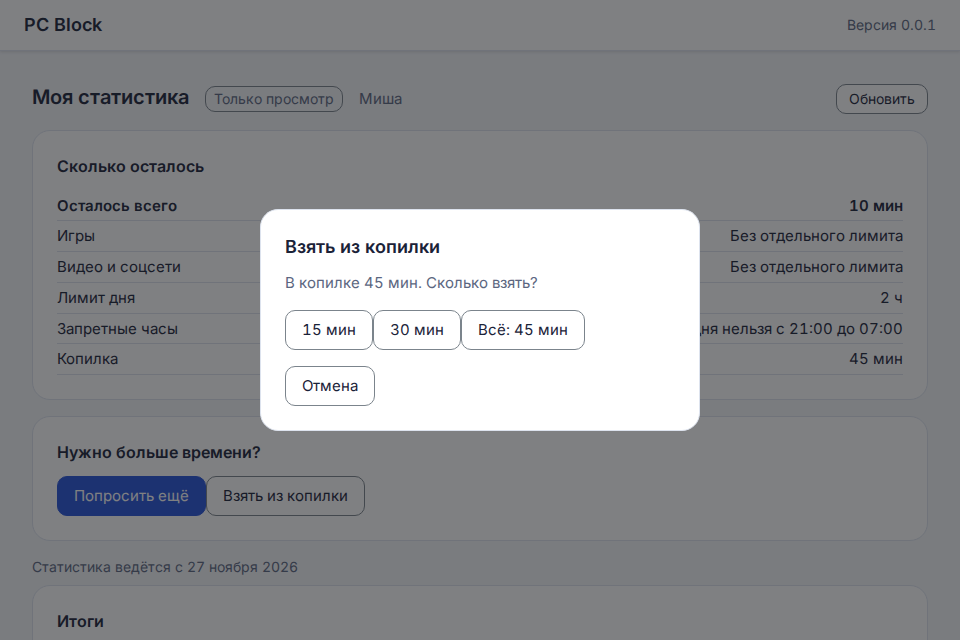 PC Block
Версия 0.0.1
Моя статистика
Только просмотр
Миша
Обновить
Сколько осталось
Осталось всего
10 мин
Игры
Без отдельного лимита
Видео и соцсети
Без отдельного лимита
Лимит дня
2 ч
Запретные часы
нельзя с 21:00 до 07:00
Копилка
45 мин
Взять из копилки
В копилке 45 мин. Сколько взять?
15 мин
30 мин
Всё: 45 мин
Отмена
Нужно больше времени?
Попросить ещё
Взять из копилки
Статистика ведётся с 27 ноября 2026
Итоги